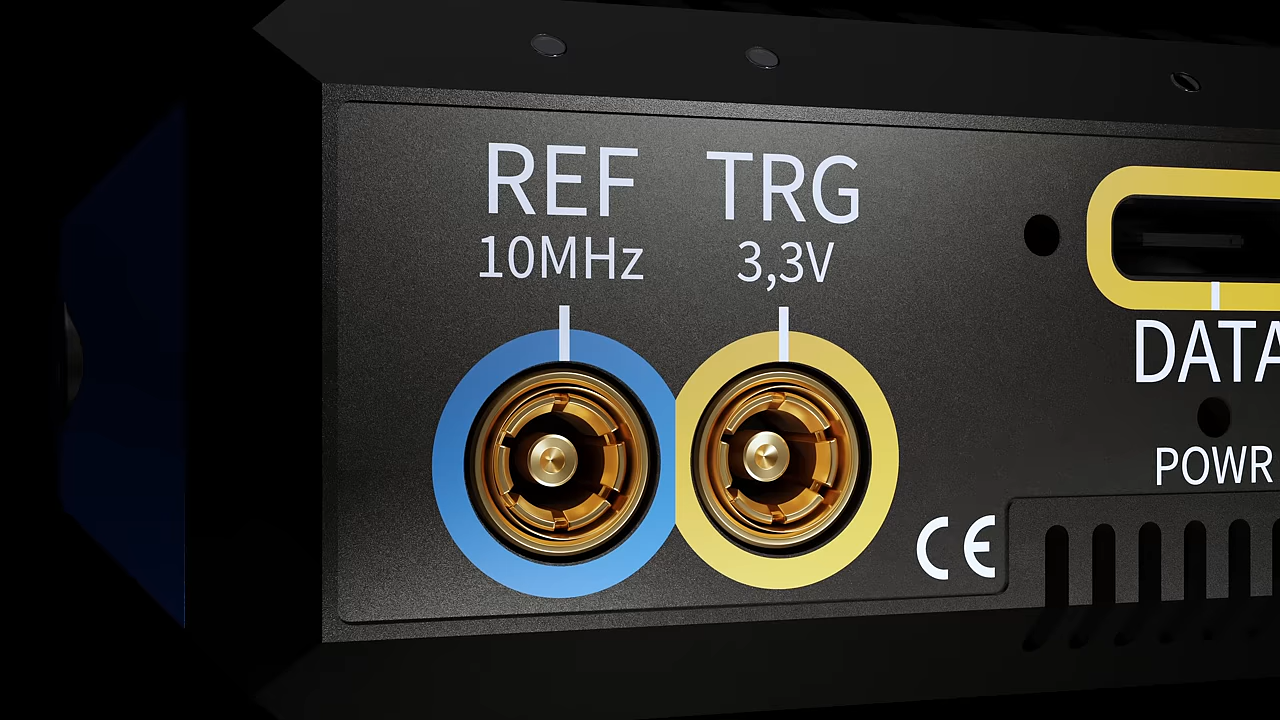 REF
10MHz
TRG
3,3V
DATA
POWR
CE